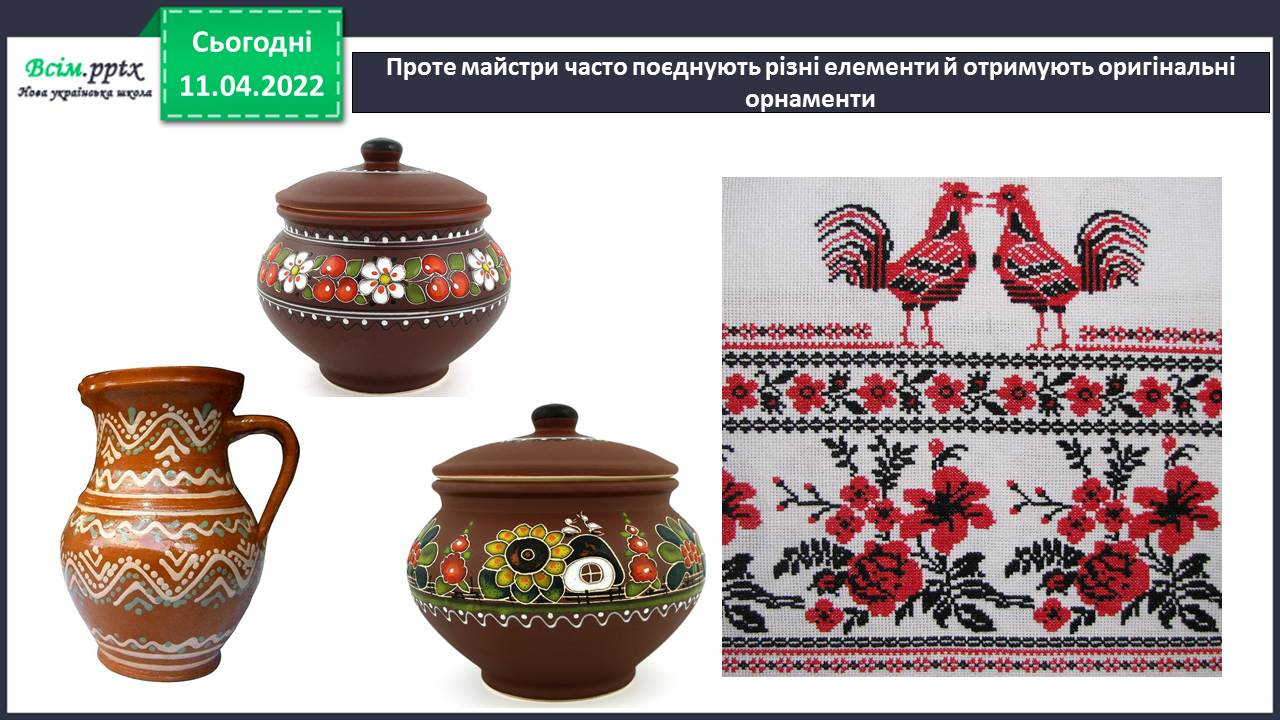 Сьогодні
11.04.2022
Всім.pptx
Нова українська школа
Проте майстри часто поєднують різні елементи й отримують оригінальні
орнаменти